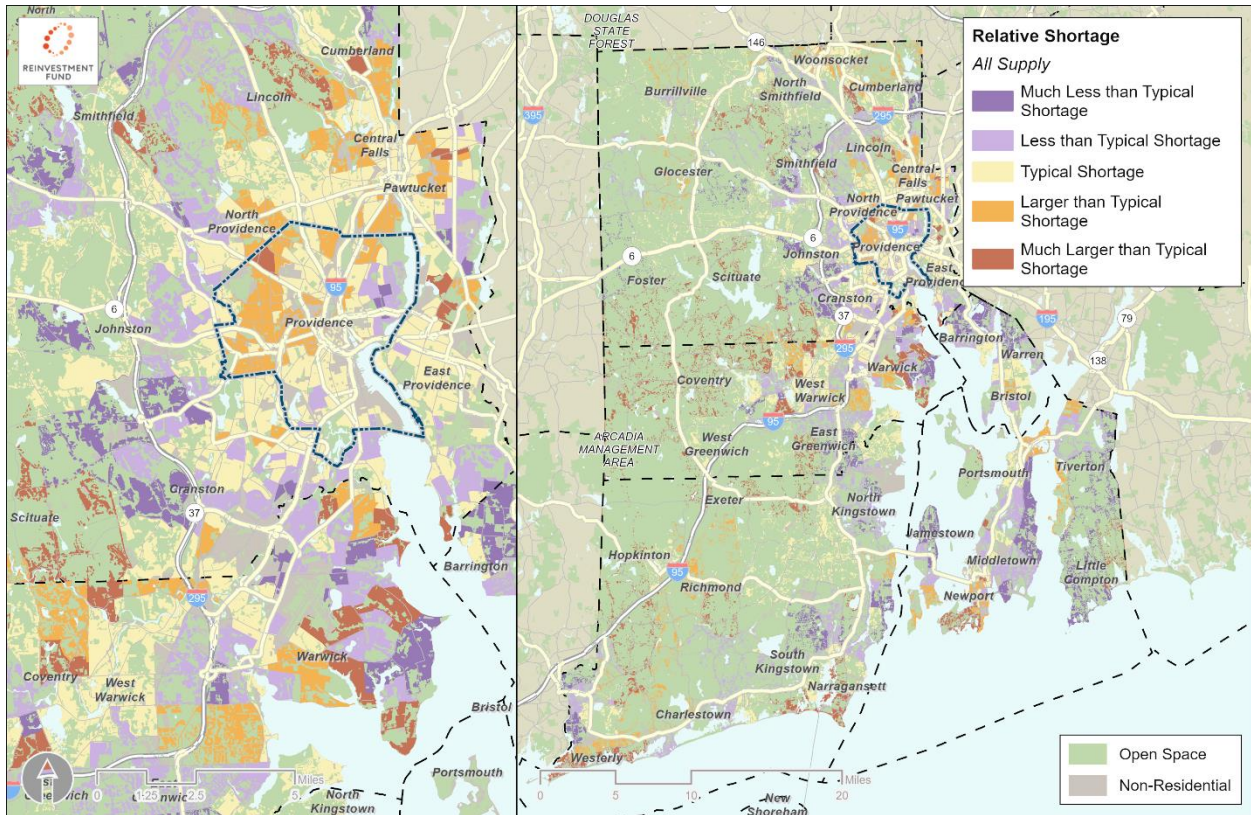 REINVESTMENT
FUND
North
Cumberland
Lincoln
Smithfield
Central
Falls
Pawtucket
North
Providence
95
6
Johnston
Providence
East
Providence
Cranston
37
Scituate
Barrington
295
Warwick
Coventry
West
Warwick
Bristol
Portsmouth
North
Kingstown
Miles
0
1.25
2.5
5
DOUGLAS
STATE
FOREST
146
Woonsocket
Burrillville
North
Smithfield
Cumberland
395
295
Smithfield
Lincoln
Glocester
Central
Falls
North
Providence
Pawtucket
95
6
Providence
6
Johnston
East
Providence
Foster
Scituate
Cranston
37
195
79
295
Barrington
138
Warren
Warwick
Coventry
West
Warwick
Bristol
95
ARCADIA
MANAGEMENT
AREA
West
Greenwich
East
Greenwich
Portsmouth
Tiverton
Exeter
North
Kingstown
Jamestown
Hopkinton
Middletown
Little
Compton
95
Richmond
Newport
South
Kingstown
Narragansett
Charlestown
Westerly
Miles
0
5
10
20
New
Shoreham
Relative Shortage
All Supply
Much Less than Typical
Shortage
Less than Typical Shortage
Typical Shortage
Larger than Typical
Shortage
Much Larger than Typical
Shortage
Open Space
Non-Residential